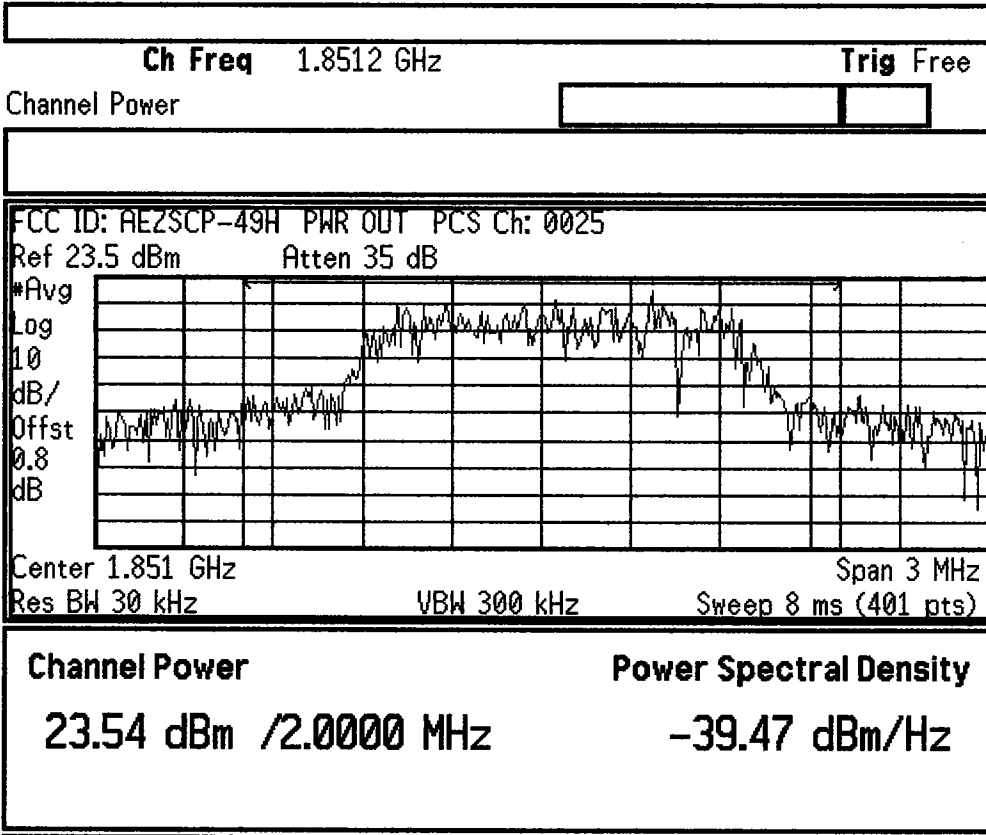 Ch Freq 1.8512 GHz Trig Free
Channel Power
FCC ID: AEZSCP-49H PWR OUT PCS Ch: 0025
Ref 23.5 dBm Atten 35 dB
#Avg
Log
10
dB/
Offst
0.8
dB
Center 1.851 GHz Span 3 MHz
Res BW 30 kHz VBW 300 kHz Sweep 8 ms (401 pts)
Channel Power Power Spectral Density
23.54 dBm /2.0000 MHz -39.47 dBm/Hz